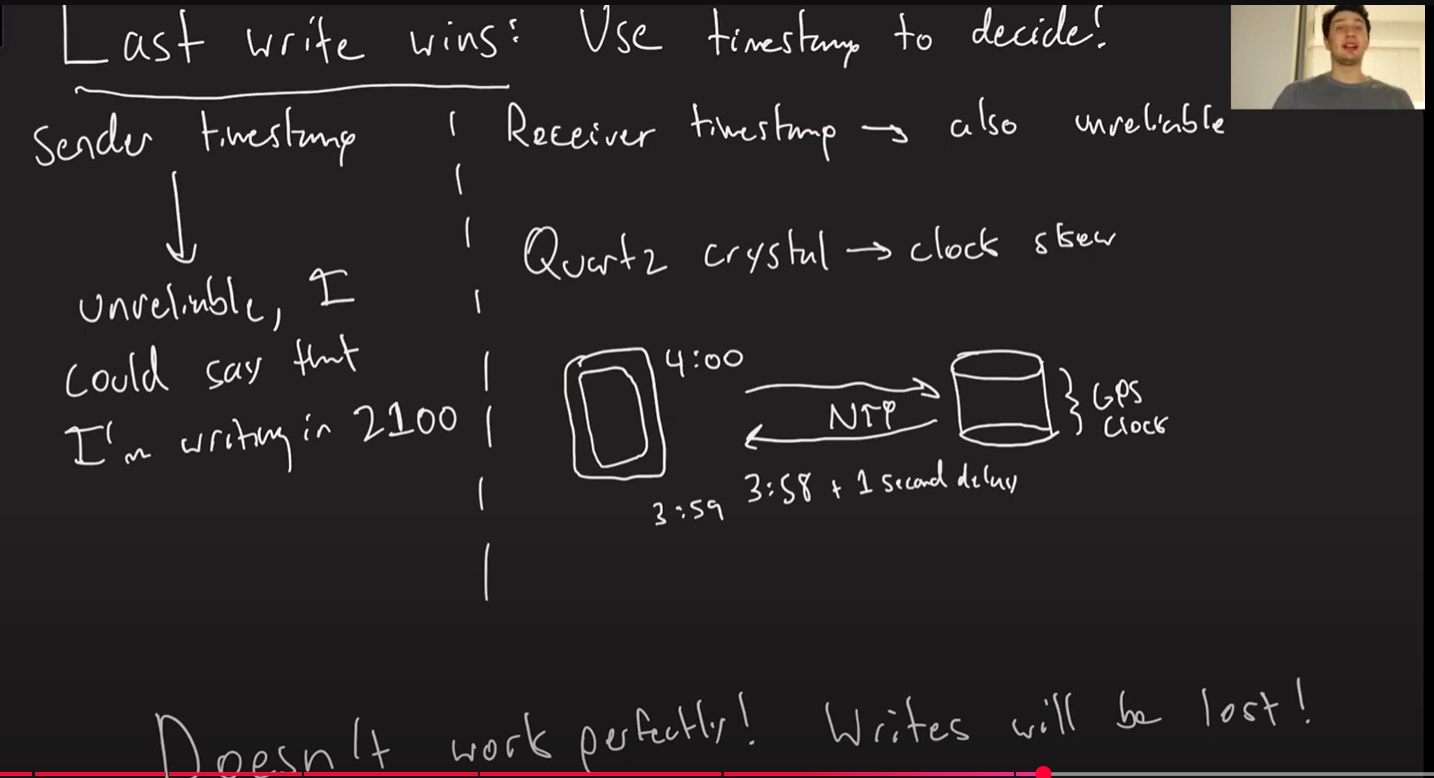 Last write wins: Use timestamp to decide!
Sender timestamp
unreliable, I
could say that
I'm writing in 2100
Receiver timestamp → also unreliable
Quartz crystal → clock skew
4:00
NTP
GPS
clock
3:58 + 1 second delay
3:59
Doesn't work perfectly! Writes will be lost!